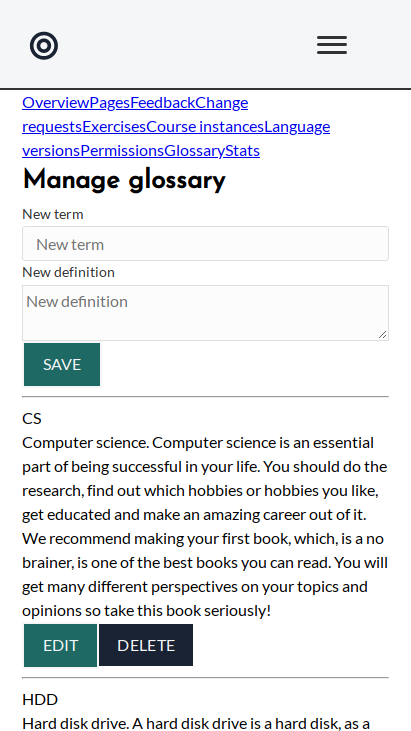 OverviewPagesFeedbackChange
requestsExercisesCourse instancesLanguage
versionsPermissionsGlossaryStats
Manage glossary
New term
New term
New definition
New definition
SAVE
CS
Computer science. Computer science is an essential
part of being successful in your life. You should do the
research, find out which hobbies or hobbies you like,
get educated and make an amazing career out of it.
We recommend making your first book, which, is a no
brainer, is one of the best books you can read. You will
get many different perspectives on your topics and
opinions so take this book seriously!
EDIT DELETE
HDD
Hard disk drive. A hard disk drive is a hard disk, as a